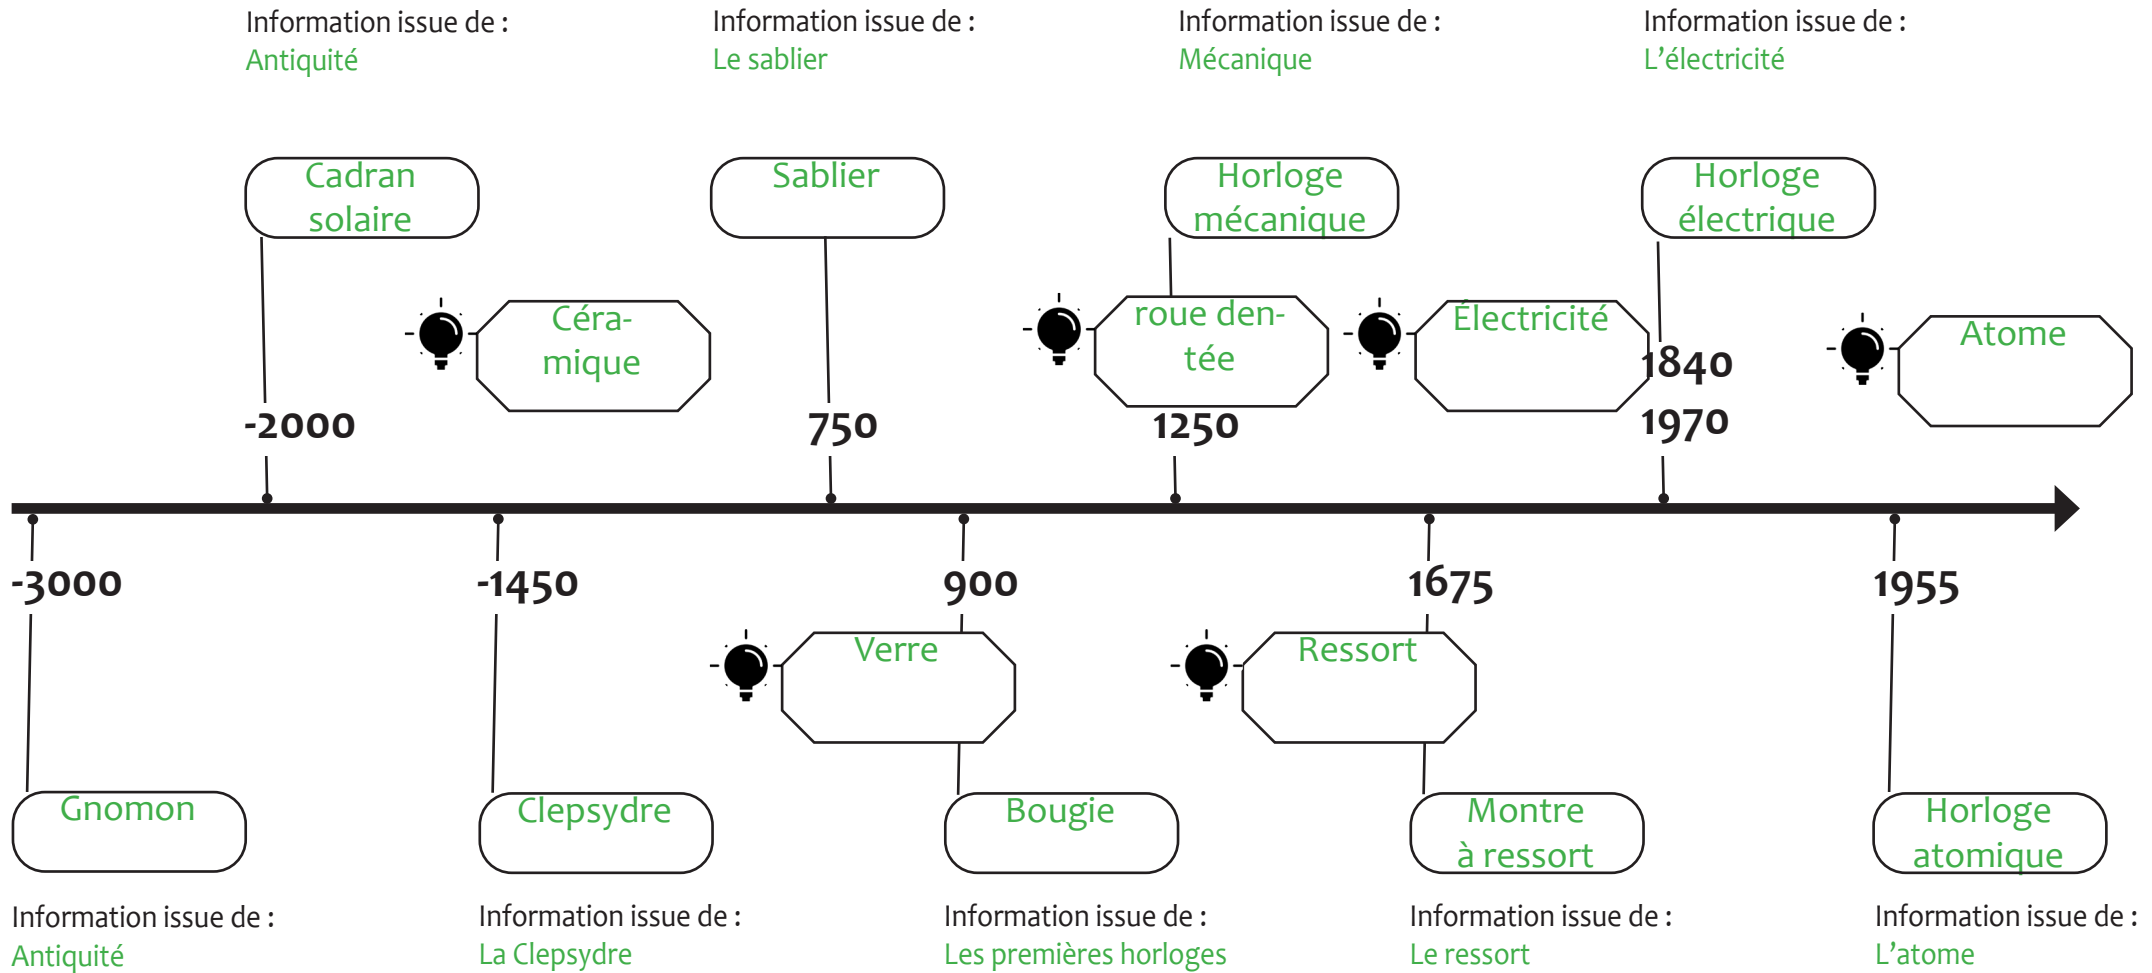 Information issue de :
Antiquité
Information issue de :
Le sablier
Information issue de :
Mécanique
Information issue de :
L’électricité
Cadran
solaire
Sablier
Horloge
mécanique
Horloge
électrique
Céra-
mique
roue den-
tée
Électricité
Atome
-2000
750
1250
1840
1970
-3000
-1450
900
1675
1955
Verre
Ressort
Gnomon
Clepsydre
Bougie
Montre
à ressort
Horloge
atomique
Information issue de :
Antiquité
Information issue de :
La Clepsydre
Information issue de :
Les premières horloges
Information issue de :
Le ressort
Information issue de :
L’atome